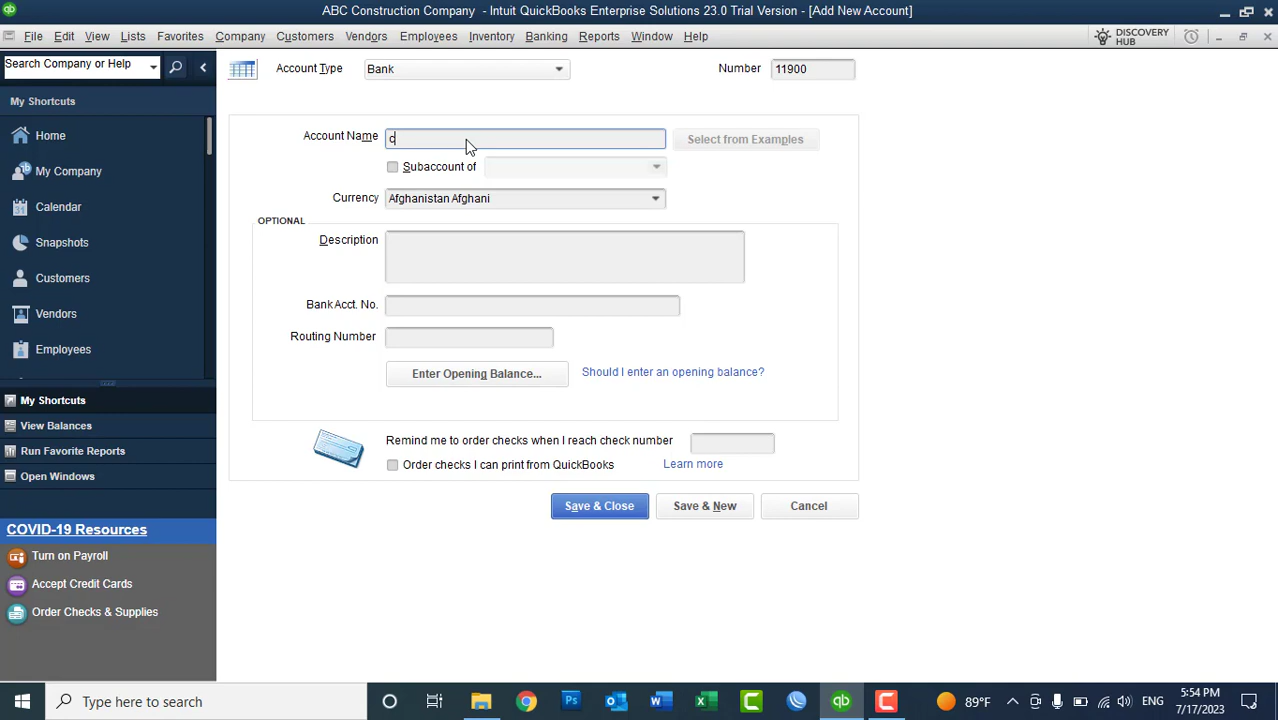 ABC Construction Company - Intuit QuickBooks Enterprise Solutions 23.0 Trial Version - [Add New Account]
File Edit View Lists Favorites Company Customers Vendors Employees Inventory Banking Reports Window Help
DISCOVERY
HUB
Search Company or Help
My Shortcuts
Home
My Company
Calendar
Snapshots
Customers
Vendors
Employees
My Shortcuts
View Balances
Run Favorite Reports
Open Windows
COVID-19 Resources
Turn on Payroll
Accept Credit Cards
Order Checks & Supplies
Account Type Bank Number 11900
Account Name c Select from Examples
Subaccount of
Currency Afghanistan Afghani
OPTIONAL
Description
Bank Acct. No.
Routing Number
Enter Opening Balance... Should I enter an opening balance?
Remind me to order checks when I reach check number
Order checks I can print from QuickBooks Learn more
Save & Close Save & New Cancel
Type here to search
Ps
qb
89°F
ENG
5:54 PM
7/17/2023